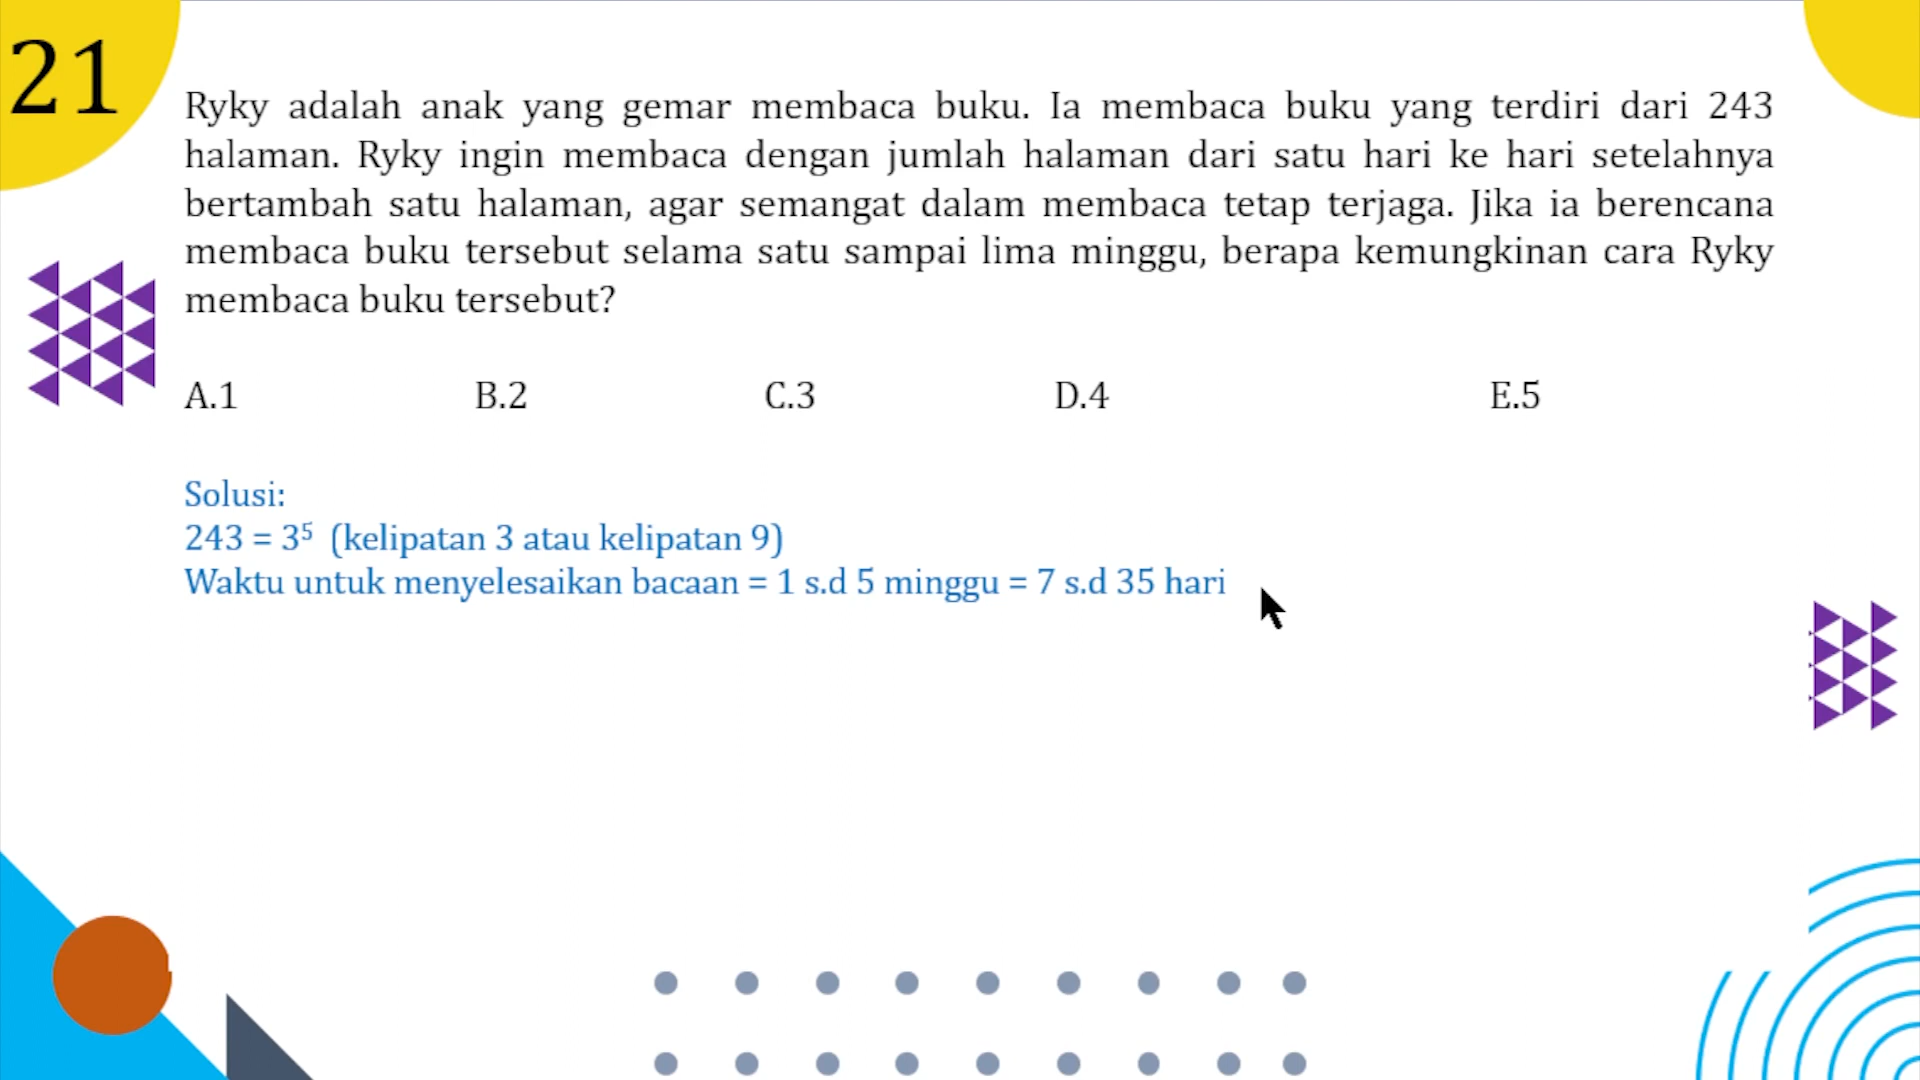 21
Ryky adalah anak yang gemar membaca buku. Ia membaca buku yang terdiri dari 243
halaman. Ryky ingin membaca dengan jumlah halaman dari satu hari ke hari setelahnya
bertambah satu halaman, agar semangat dalam membaca tetap terjaga. Jika ia berencana
membaca buku tersebut selama satu sampai lima minggu, berapa kemungkinan cara Ryky
membaca buku tersebut?
A.1 B.2 C.3 D.4 E.5
Solusi:
243 = 3⁵ (kelipatan 3 atau kelipatan 9)
Waktu untuk menyelesaikan bacaan = 1 s.d 5 minggu = 7 s.d 35 hari